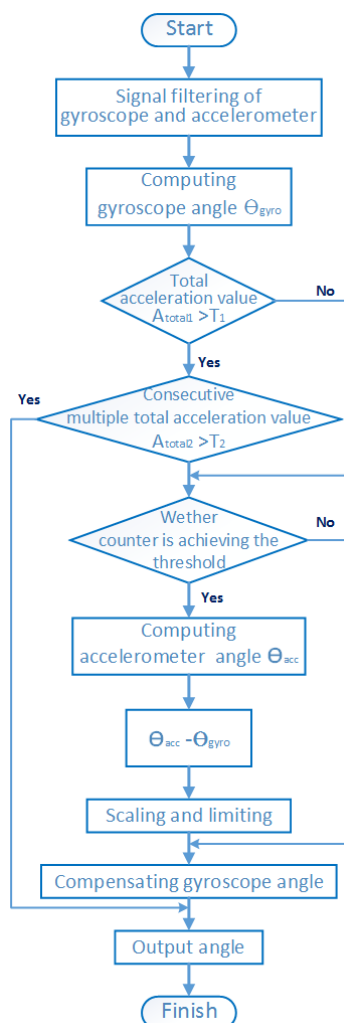 Start
Signal filtering of
gyroscope and accelerometer
Computing
gyroscope angle Θgyro
Total
acceleration value
Atotal1 >T1
No
Yes
Consecutive
multiple total acceleration value
Atotal2 >T2
Yes
Wether
counter is achieving the
threshold
No
Yes
Computing
accelerometer angle Θacc
Θacc -Θgyro
Scaling and limiting
Compensating gyroscope angle
Output angle
Finish